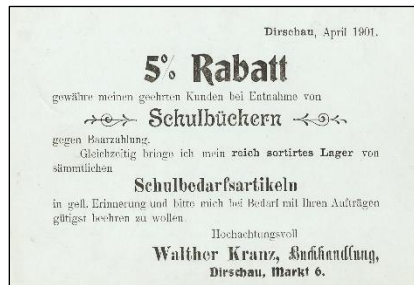 Dirschau, April 1901.
5% Rabatt
gewähre meinen geehrten Kunden bei Entnahme von
Schulbüchern
gegen Baarzahlung.
Gleichzeitig bringe ich mein reich sortirtes Lager von
sämmtlichen
Schulbedarfsartikeln
in gefl. Erinnerung und bitte mich bei Bedarf mit Ihren Aufträgen
gütigst beehren zu wollen.
Hochachtungsvoll
Walther Kranz, Buchhandlung,
Dirschau, Markt 6.